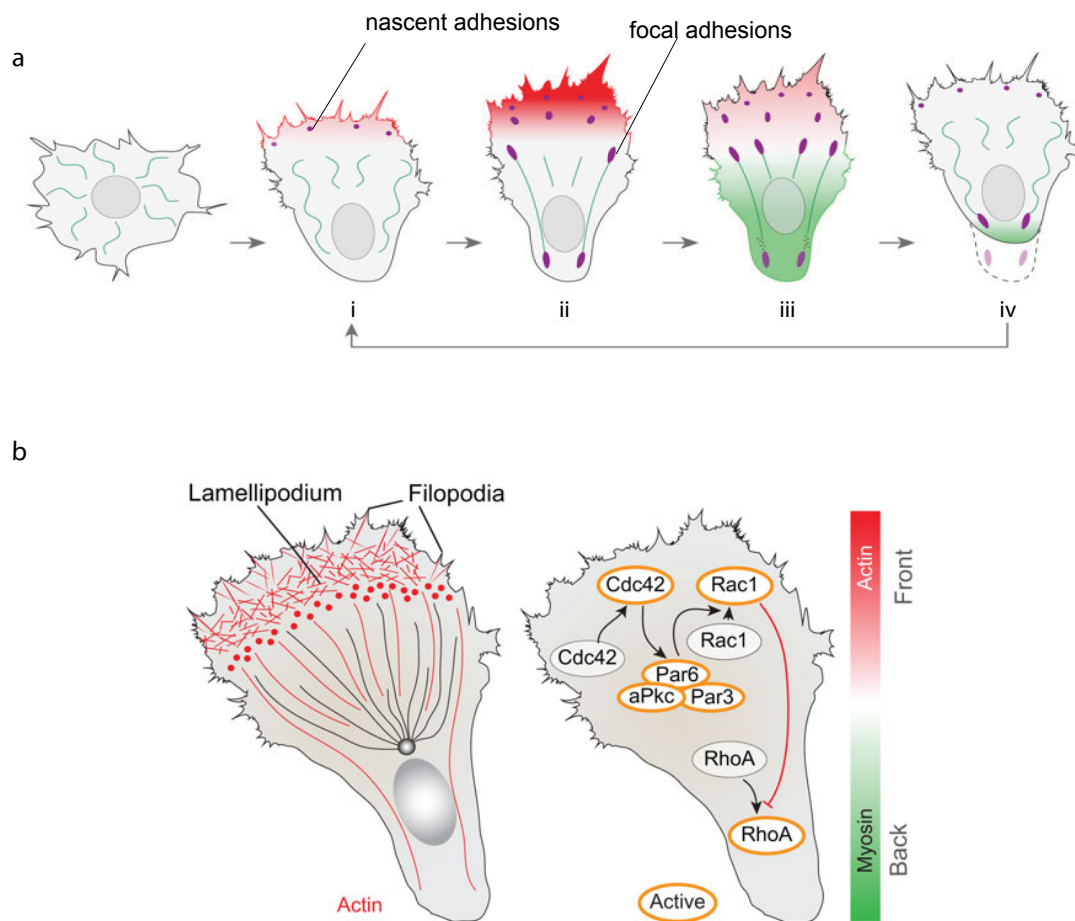 nascent adhesions
focal adhesions
a
i
ii
iii
iv
b
Lamellipodium
Filopodia
Actin
Cdc42
Rac1
Cdc42
Rac1
Par6
aPkc
Par3
RhoA
RhoA
Active
Actin
Front
Myosin
Back